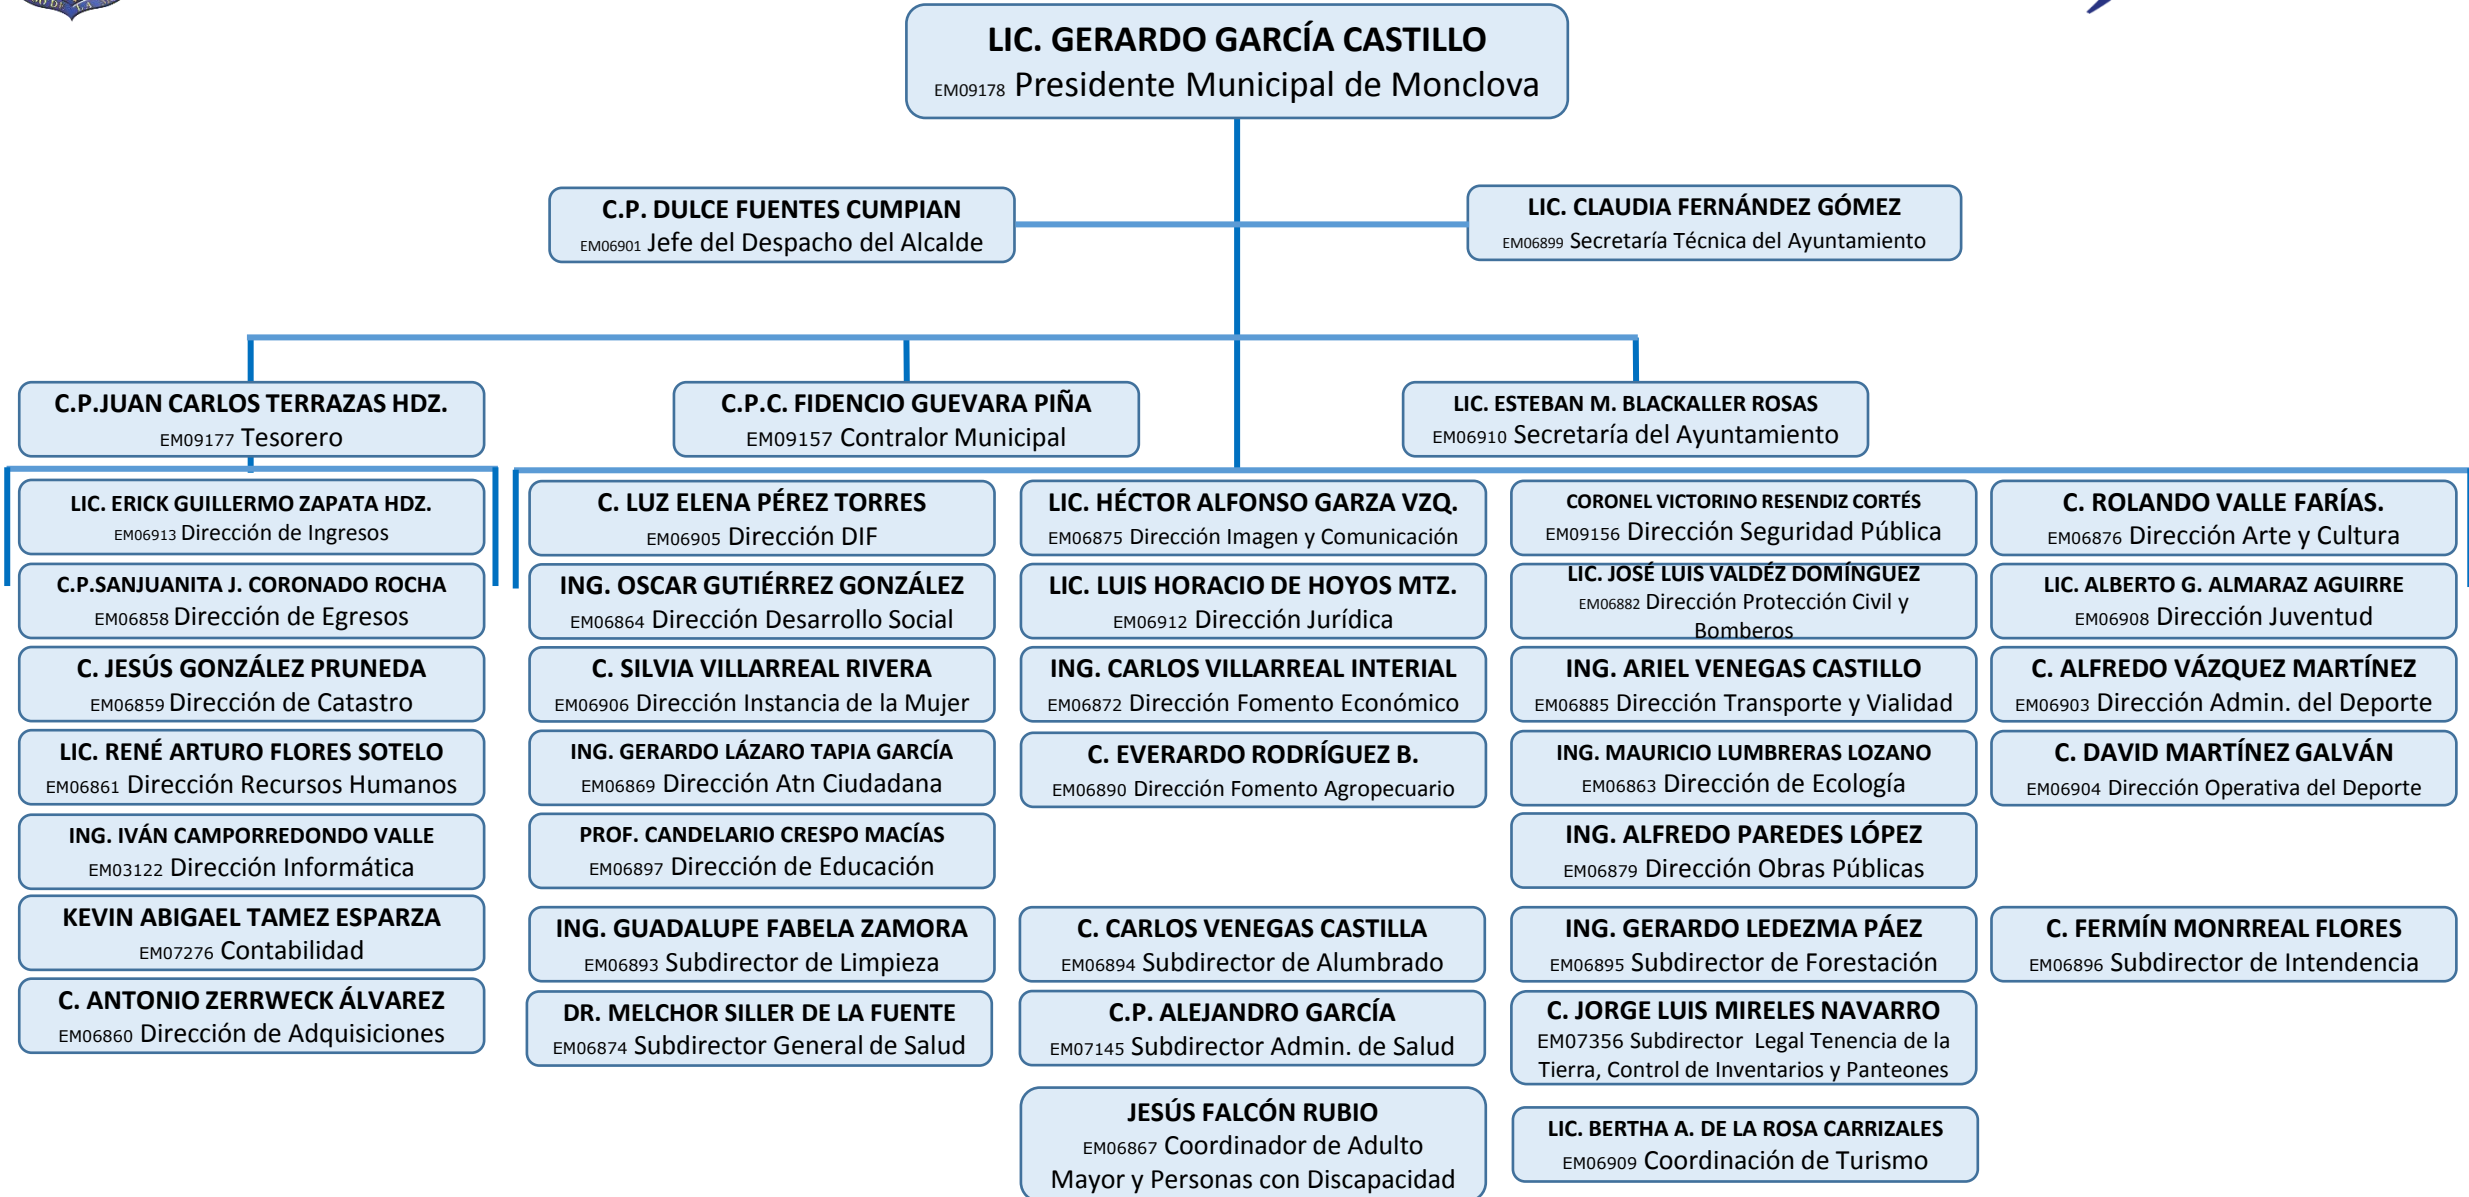 LIC. GERARDO GARCÍA CASTILLO
EM09178 Presidente Municipal de Monclova
C.P. DULCE FUENTES CUMPIAN
EM06901 Jefe del Despacho del Alcalde
LIC. CLAUDIA FERNÁNDEZ GÓMEZ
EM06899 Secretaría Técnica del Ayuntamiento
C.P.JUAN CARLOS TERRAZAS HDZ.
EM09177 Tesorero
C.P.C. FIDENCIO GUEVARA PIÑA
EM09157 Contralor Municipal
LIC. ESTEBAN M. BLACKALLER ROSAS
EM06910 Secretaría del Ayuntamiento
LIC. ERICK GUILLERMO ZAPATA HDZ.
EM06913 Dirección de Ingresos
C.P.SANJUANITA J. CORONADO ROCHA
EM06858 Dirección de Egresos
C. JESÚS GONZÁLEZ PRUNEDA
EM06859 Dirección de Catastro
LIC. RENÉ ARTURO FLORES SOTELO
EM06861 Dirección Recursos Humanos
ING. IVÁN CAMPORREDONDO VALLE
EM03122 Dirección Informática
KEVIN ABIGAEL TAMEZ ESPARZA
EM07276 Contabilidad
C. ANTONIO ZERRWECK ÁLVAREZ
EM06860 Dirección de Adquisiciones
C. LUZ ELENA PÉREZ TORRES
EM06905 Dirección DIF
ING. OSCAR GUTIÉRREZ GONZÁLEZ
EM06864 Dirección Desarrollo Social
C. SILVIA VILLARREAL RIVERA
EM06906 Dirección Instancia de la Mujer
ING. GERARDO LÁZARO TAPIA GARCÍA
EM06869 Dirección Atn Ciudadana
PROF. CANDELARIO CRESPO MACÍAS
EM06897 Dirección de Educación
ING. GUADALUPE FABELA ZAMORA
EM06893 Subdirector de Limpieza
DR. MELCHOR SILLER DE LA FUENTE
EM06874 Subdirector General de Salud
LIC. HÉCTOR ALFONSO GARZA VZQ.
EM06875 Dirección Imagen y Comunicación
LIC. LUIS HORACIO DE HOYOS MTZ.
EM06912 Dirección Jurídica
ING. CARLOS VILLARREAL INTERIAL
EM06872 Dirección Fomento Económico
C. EVERARDO RODRÍGUEZ B.
EM06890 Dirección Fomento Agropecuario
C. CARLOS VENEGAS CASTILLA
EM06894 Subdirector de Alumbrado
C.P. ALEJANDRO GARCÍA
EM07145 Subdirector Admin. de Salud
JESÚS FALCÓN RUBIO
EM06867 Coordinador de Adulto
Mayor y Personas con Discapacidad
CORONEL VICTORINO RESENDIZ CORTÉS
EM09156 Dirección Seguridad Pública
LIC. JOSÉ LUIS VALDÉZ DOMÍNGUEZ
EM06882 Dirección Protección Civil y
Bomberos
ING. ARIEL VENEGAS CASTILLO
EM06885 Dirección Transporte y Vialidad
ING. MAURICIO LUMBRERAS LOZANO
EM06863 Dirección de Ecología
ING. ALFREDO PAREDES LÓPEZ
EM06879 Dirección Obras Públicas
ING. GERARDO LEDEZMA PÁEZ
EM06895 Subdirector de Forestación
C. JORGE LUIS MIRELES NAVARRO
EM07356 Subdirector Legal Tenencia de la
Tierra, Control de Inventarios y Panteones
LIC. BERTHA A. DE LA ROSA CARRIZALES
EM06909 Coordinación de Turismo
C. ROLANDO VALLE FARÍAS.
EM06876 Dirección Arte y Cultura
LIC. ALBERTO G. ALMARAZ AGUIRRE
EM06908 Dirección Juventud
C. ALFREDO VÁZQUEZ MARTÍNEZ
EM06903 Dirección Admin. del Deporte
C. DAVID MARTÍNEZ GALVÁN
EM06904 Dirección Operativa del Deporte
C. FERMÍN MONRREAL FLORES
EM06896 Subdirector de Intendencia